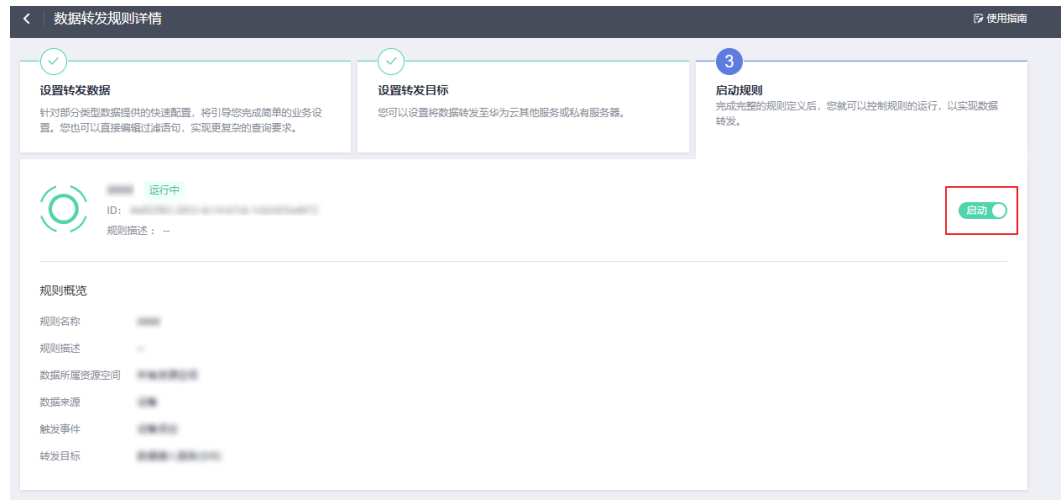 数据转发规则详情
使用指南
3
设置转发数据
针对部分类型数据提供的快速配置，将引导您完成简单的业务设
置。您也可以直接编辑过滤语句，实现更复杂的查询要求。
设置转发目标
您可以设置将数据转发至华为云其他服务或私有服务器。
启动规则
完成完整的规则定义后，您就可以控制规则的运行，以实现数据
转发。
运行中
ID：
规则描述： --
启动
规则概览
规则名称
规则描述
--
数据所属资源空间
数据来源
触发事件
转发目标